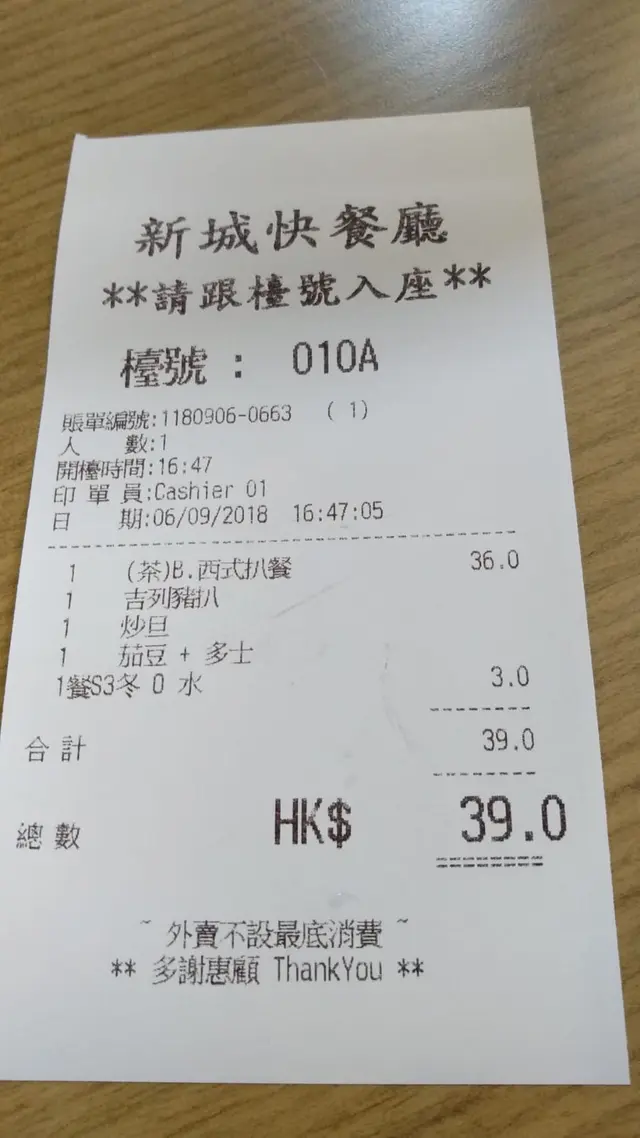 新城快餐廳
**請跟檯號入座**
檯號 : 010A
賬單編號:1180906-0663 (1)
人 數:1
開檯時間:16:47
印 單 員:Cashier 01
日 期:06/09/2018 16:47:05
1 (茶)B.西式扒餐 36.0
1 吉列豬扒
1 炒旦
1 茄豆 + 多士
1餐S3冬 0 水 3.0
合計 39.0
總數 HK$ 39.0
~ 外賣不設最底消費 ~
** 多謝惠顧 ThankYou **